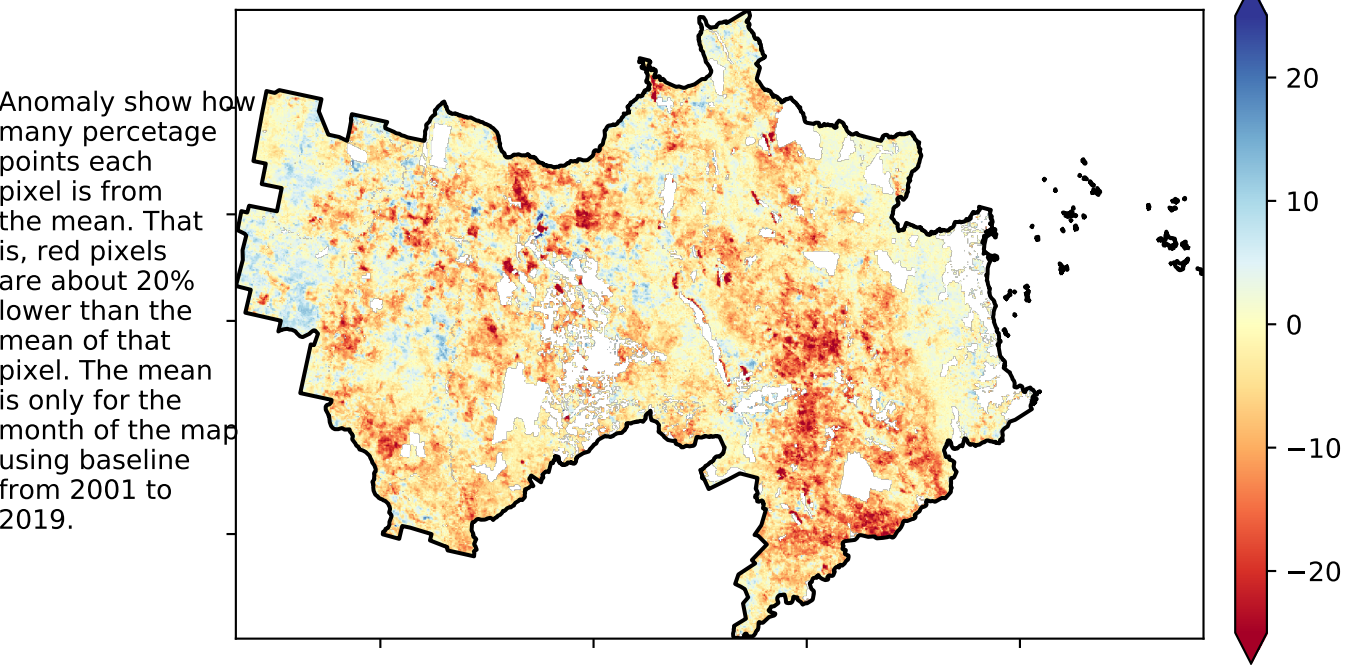 Anomaly show how
many percetage
points each
pixel is from
the mean. That
is, red pixels
are about 20%
lower than the
mean of that
pixel. The mean
is only for the
month of the map
using baseline
from 2001 to
2019.
20
10
0
−10
−20